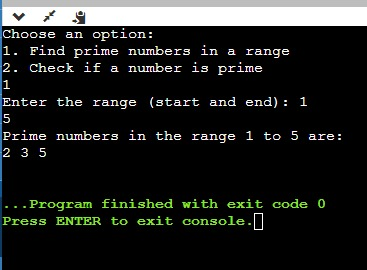 Choose an option:
1. Find prime numbers in a range
2. Check if a number is prime
1
Enter the range (start and end): 1
5
Prime numbers in the range 1 to 5 are:
2 3 5
...Program finished with exit code 0
Press ENTER to exit console.